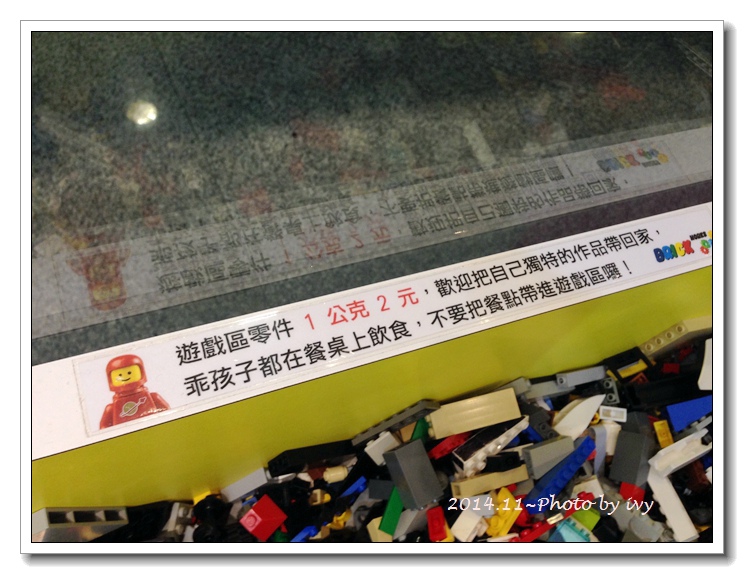 遊戲區零件 1 公克 2 元，歡迎把自己獨特的作品帶回家，
乖孩子都在餐桌上飲食，不要把餐點帶進遊戲區囉！
BRICK
2014.11~Photo by ivy